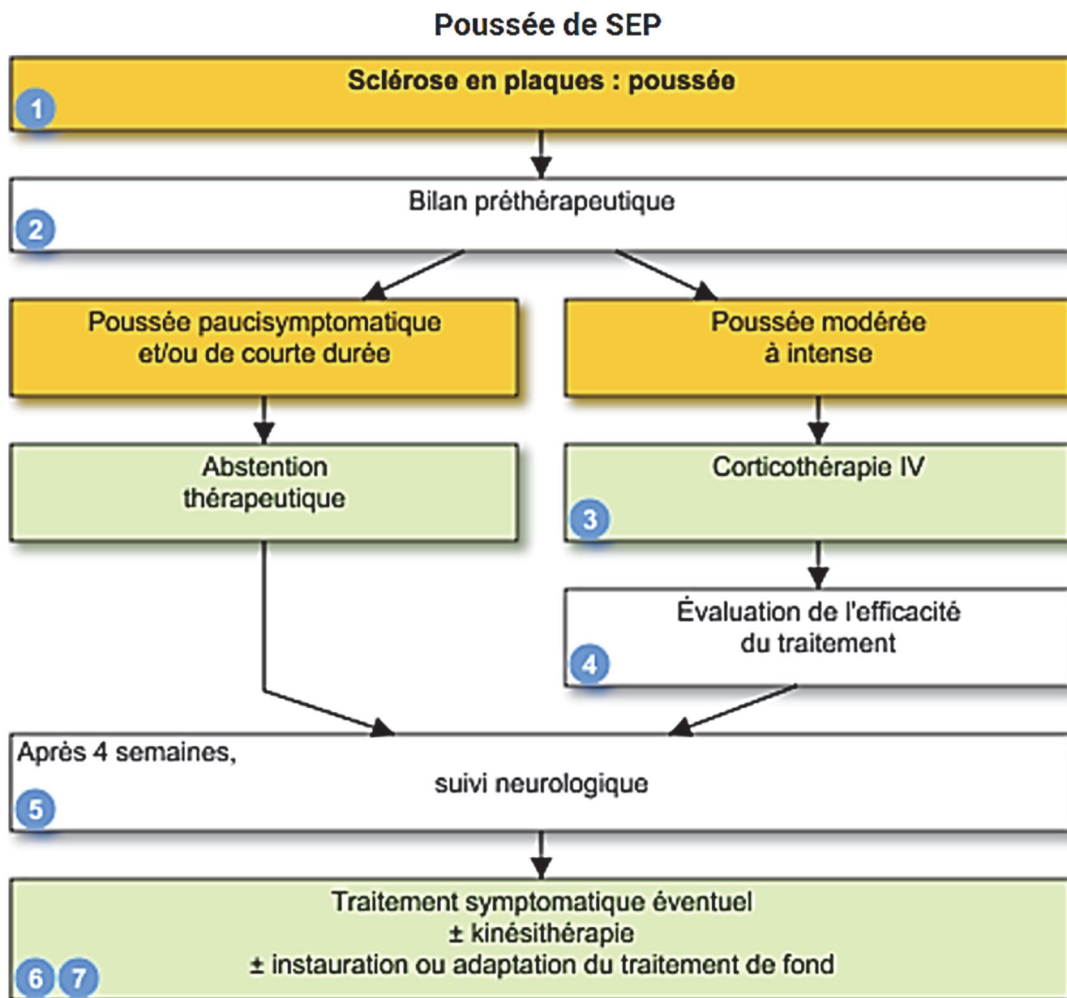 Poussée de SEP
Sclérose en plaques : poussée
1
Bilan préthérapeutique
2
Poussée paucisymptomatique
et/ou de courte durée
Poussée modérée
à intense
Abstention
thérapeutique
Corticothérapie IV
3
Évaluation de l'efficacité
du traitement
4
Après 4 semaines,
suivi neurologique
5
Traitement symptomatique éventuel
± kinésithérapie
± instauration ou adaptation du traitement de fond
6 7